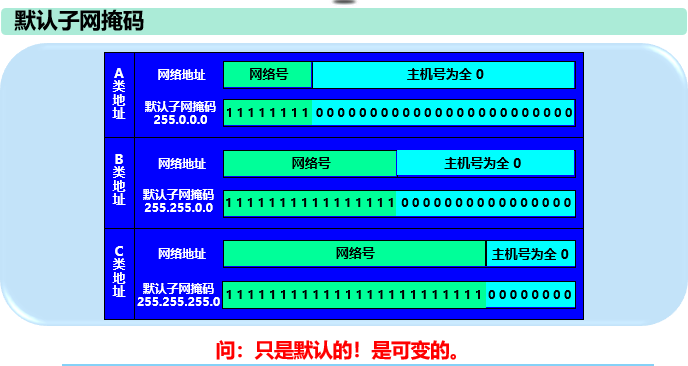 默认子网掩码
A类地址
网络地址
网络号
主机号为全 0
默认子网掩码
255.0.0.0
1 1 1 1 1 1 1 1 0 0 0 0 0 0 0 0 0 0 0 0 0 0 0 0 0 0 0 0 0 0 0 0
B类地址
网络地址
网络号
主机号为全 0
默认子网掩码
255.255.0.0
1 1 1 1 1 1 1 1 1 1 1 1 1 1 1 1 0 0 0 0 0 0 0 0 0 0 0 0 0 0 0 0
C类地址
网络地址
网络号
主机号为全 0
默认子网掩码
255.255.255.0
1 1 1 1 1 1 1 1 1 1 1 1 1 1 1 1 1 1 1 1 1 1 1 1 0 0 0 0 0 0 0 0
问：只是默认的！是可变的。